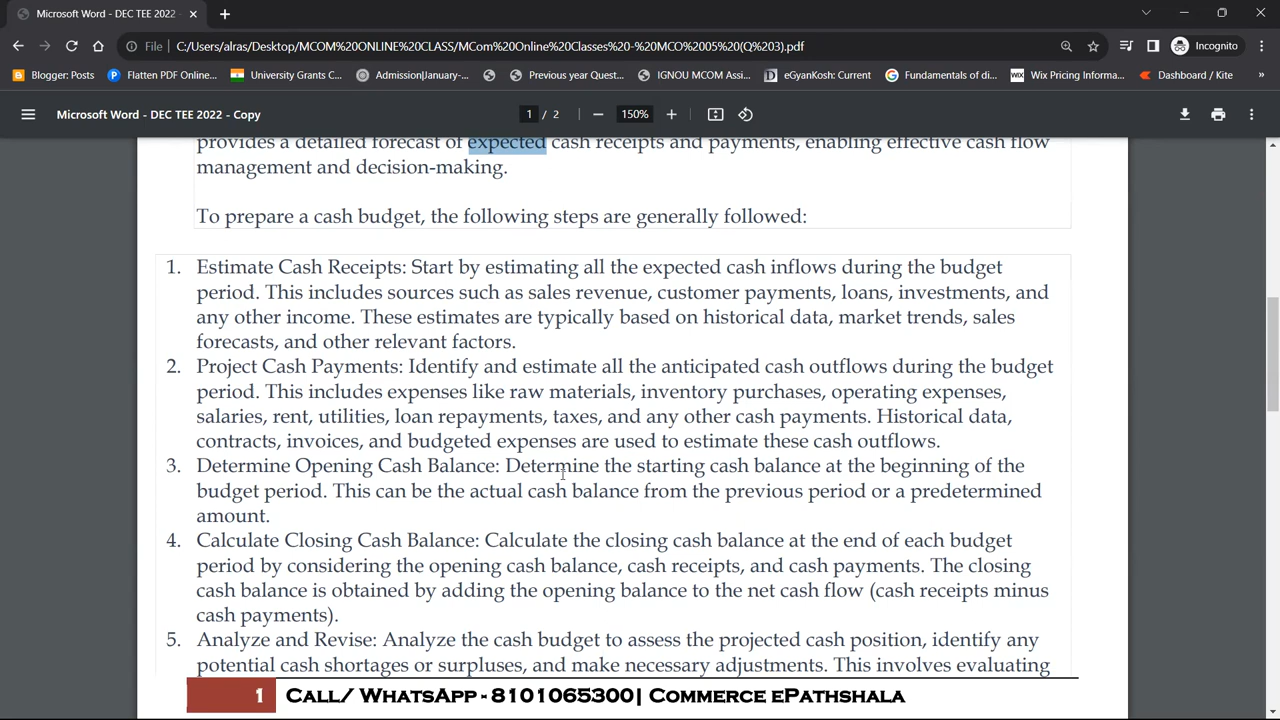 Microsoft Word - DEC TEE 2022 -
File
C:/Users/alras/Desktop/MCOM%20ONLINE%20CLASS/MCom%20Online%20Classes%20-%20MCO%2005%20(Q%203).pdf
Incognito
Blogger: Posts
Flatten PDF Online...
University Grants C...
Admission|January-...
Previous year Quest...
IGNOU MCOM Assi...
eGyanKosh: Current
Fundamentals of di...
Wix Pricing Informa...
Dashboard / Kite
»
Microsoft Word - DEC TEE 2022 - Copy
1 / 2
150%
provides a detailed forecast of expected cash receipts and payments, enabling effective cash flow
management and decision-making.
To prepare a cash budget, the following steps are generally followed:
1. Estimate Cash Receipts: Start by estimating all the expected cash inflows during the budget
period. This includes sources such as sales revenue, customer payments, loans, investments, and
any other income. These estimates are typically based on historical data, market trends, sales
forecasts, and other relevant factors.
2. Project Cash Payments: Identify and estimate all the anticipated cash outflows during the budget
period. This includes expenses like raw materials, inventory purchases, operating expenses,
salaries, rent, utilities, loan repayments, taxes, and any other cash payments. Historical data,
contracts, invoices, and budgeted expenses are used to estimate these cash outflows.
3. Determine Opening Cash Balance: Determine the starting cash balance at the beginning of the
budget period. This can be the actual cash balance from the previous period or a predetermined
amount.
4. Calculate Closing Cash Balance: Calculate the closing cash balance at the end of each budget
period by considering the opening cash balance, cash receipts, and cash payments. The closing
cash balance is obtained by adding the opening balance to the net cash flow (cash receipts minus
cash payments).
5. Analyze and Revise: Analyze the cash budget to assess the projected cash position, identify any
potential cash shortages or surpluses, and make necessary adjustments. This involves evaluating
1 Call/ WhatsApp - 8101065300| Commerce ePathshala